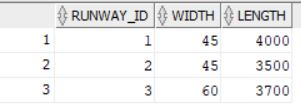 RUNWAY_ID WIDTH LENGTH
1 1 45 4000
2 2 45 3500
3 3 60 3700